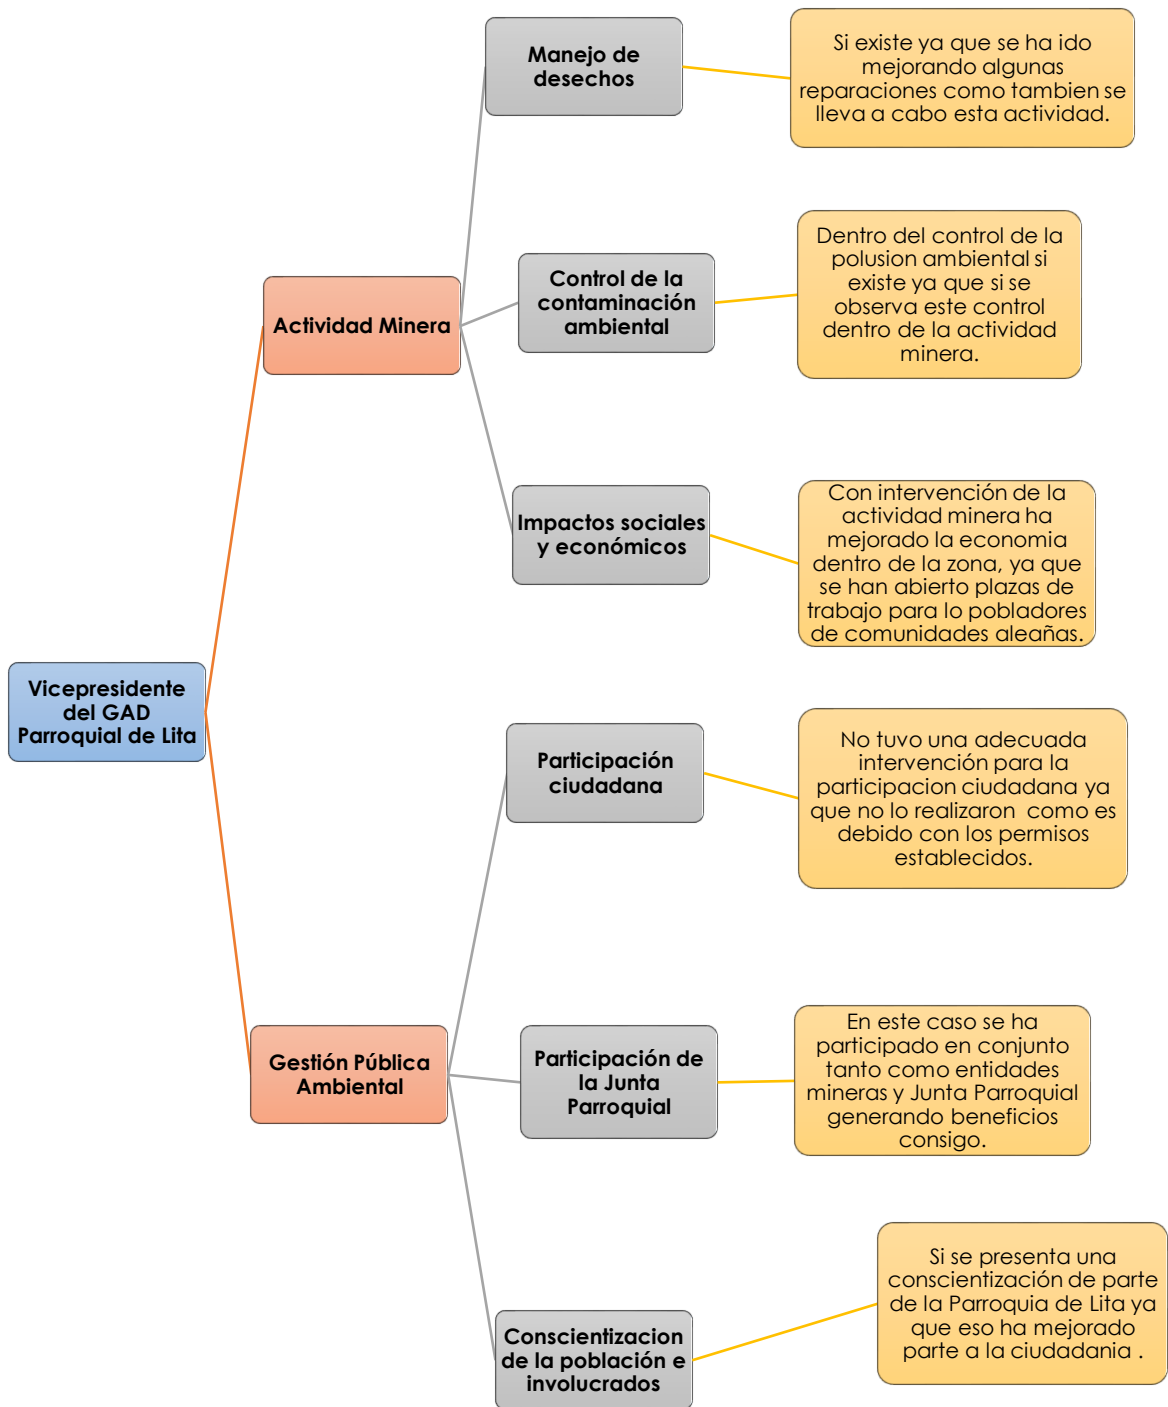 Manejo de
desechos
Si existe ya que se ha ido
mejorando algunas
reparaciones como tambien se
lleva a cabo esta actividad.
Actividad Minera
Control de la
contaminación
ambiental
Dentro del control de la
polusion ambiental si
existe ya que si se
observa este control
dentro de la actividad
minera.
Impactos sociales
y económicos
Con intervención de la
actividad minera ha
mejorado la economia
dentro de la zona, ya que
se han abierto plazas de
trabajo para lo pobladores
de comunidades aleañas.
Vicepresidente
del GAD
Parroquial de Lita
Participación
ciudadana
No tuvo una adecuada
intervención para la
participacion ciudadana ya
que no lo realizaron como es
debido con los permisos
establecidos.
Gestión Pública
Ambiental
Participación de
la Junta
Parroquial
En este caso se ha
participado en conjunto
tanto como entidades
mineras y Junta Parroquial
generando beneficios
consigo.
Conscientizacion
de la población e
involucrados
Si se presenta una
conscientización de parte
de la Parroquia de Lita ya
que eso ha mejorado
parte a la ciudadania .